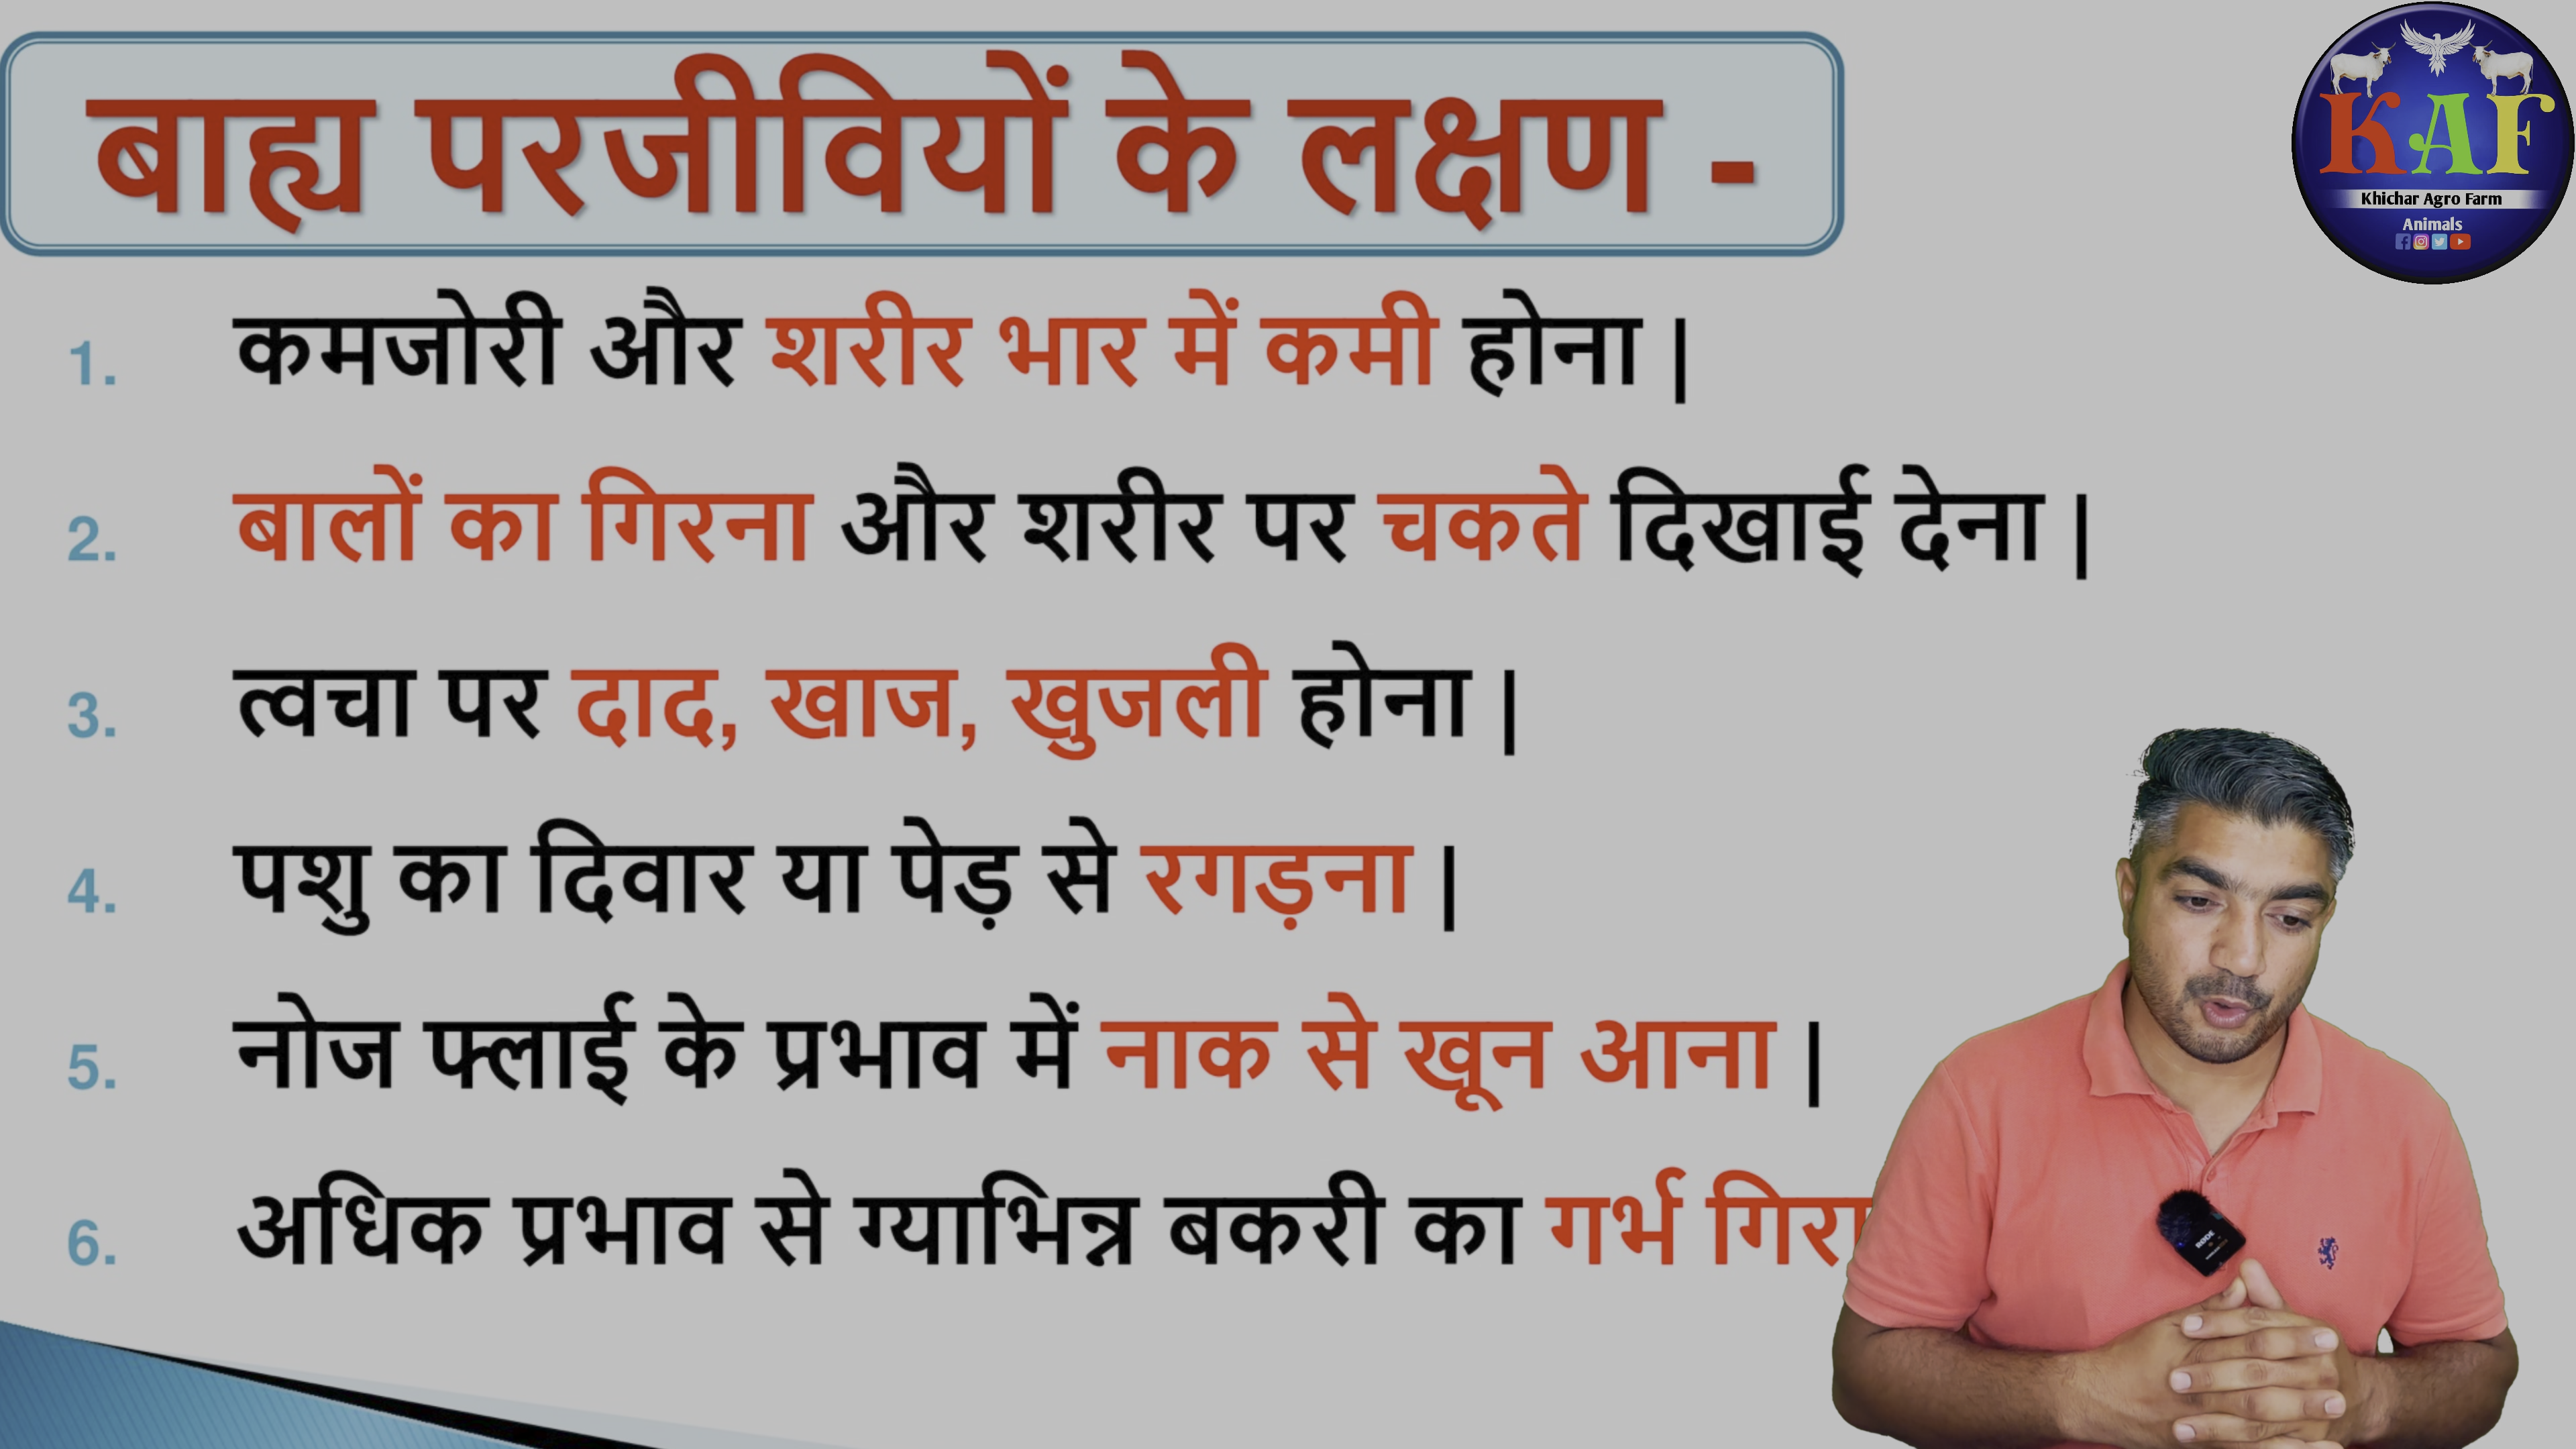 बाह्य परजीवियों के लक्षण -
KAF
Khichar Agro Farm
Animals
1. कमजोरी और शरीर भार में कमी होना |
2. बालों का गिरना और शरीर पर चकते दिखाई देना |
3. त्वचा पर दाद, खाज, खुजली होना |
4. पशु का दिवार या पेड़ से रगड़ना |
5. नोज फ्लाई के प्रभाव में नाक से खून आना |
6. अधिक प्रभाव से ग्याभिन्न बकरी का गर्भ गिरा
RØDE